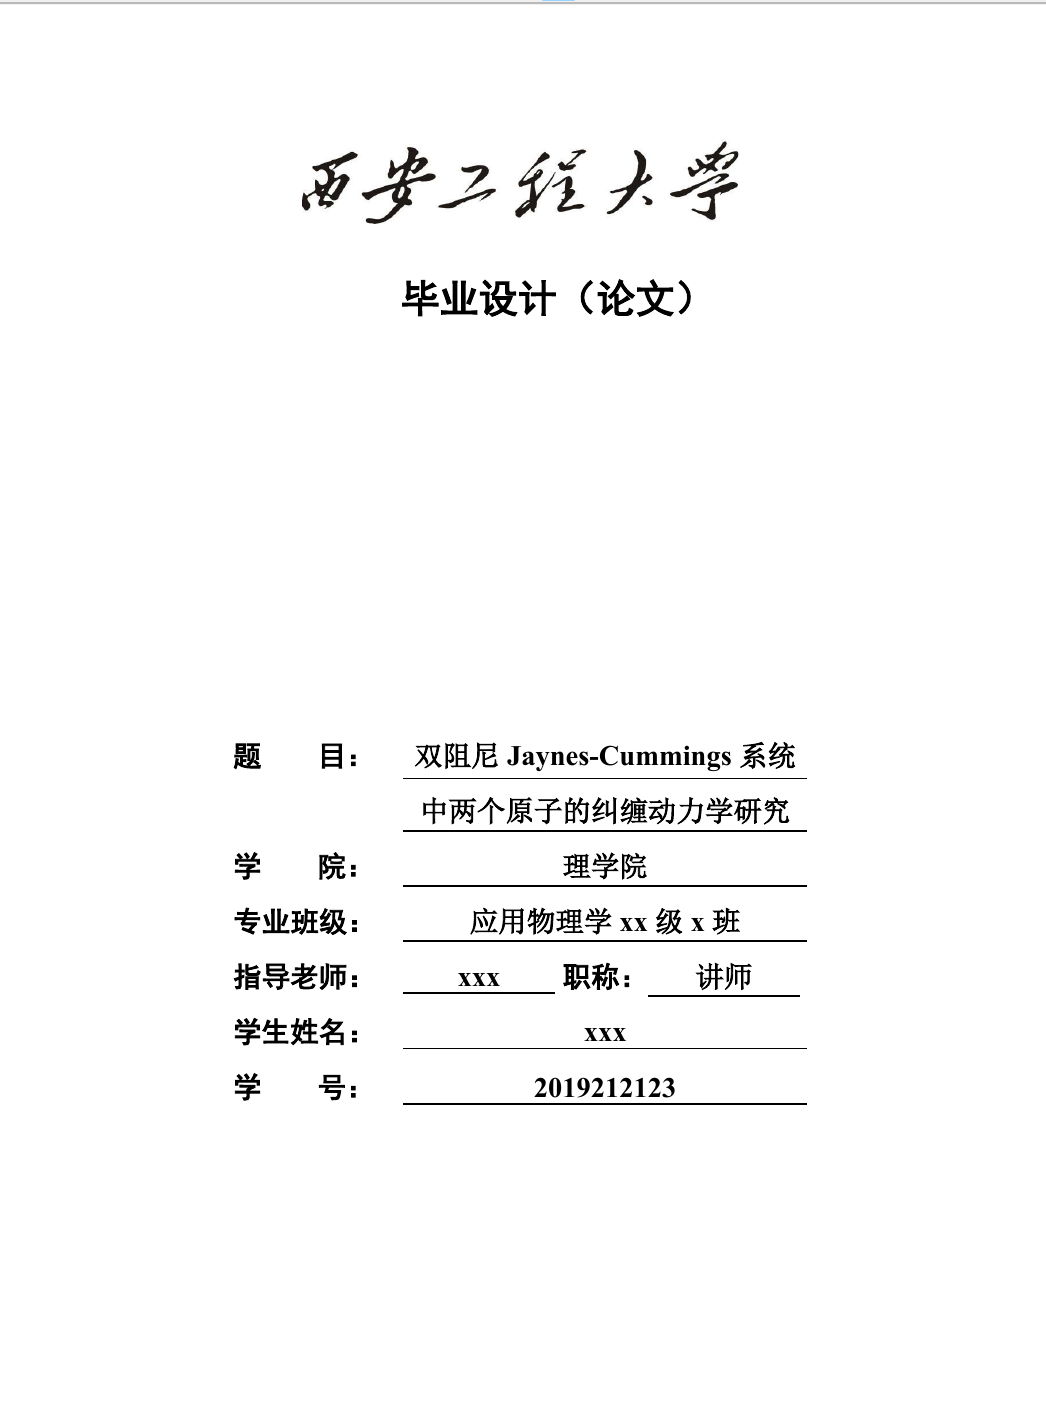 西安工程大學
毕业设计（论文）
题 目： 双阻尼 Jaynes-Cummings 系统
中两个原子的纠缠动力学研究
学 院： 理学院
专业班级： 应用物理学 xx 级 x 班
指导老师： xxx 职称： 讲师
学生姓名： xxx
学 号： 2019212123